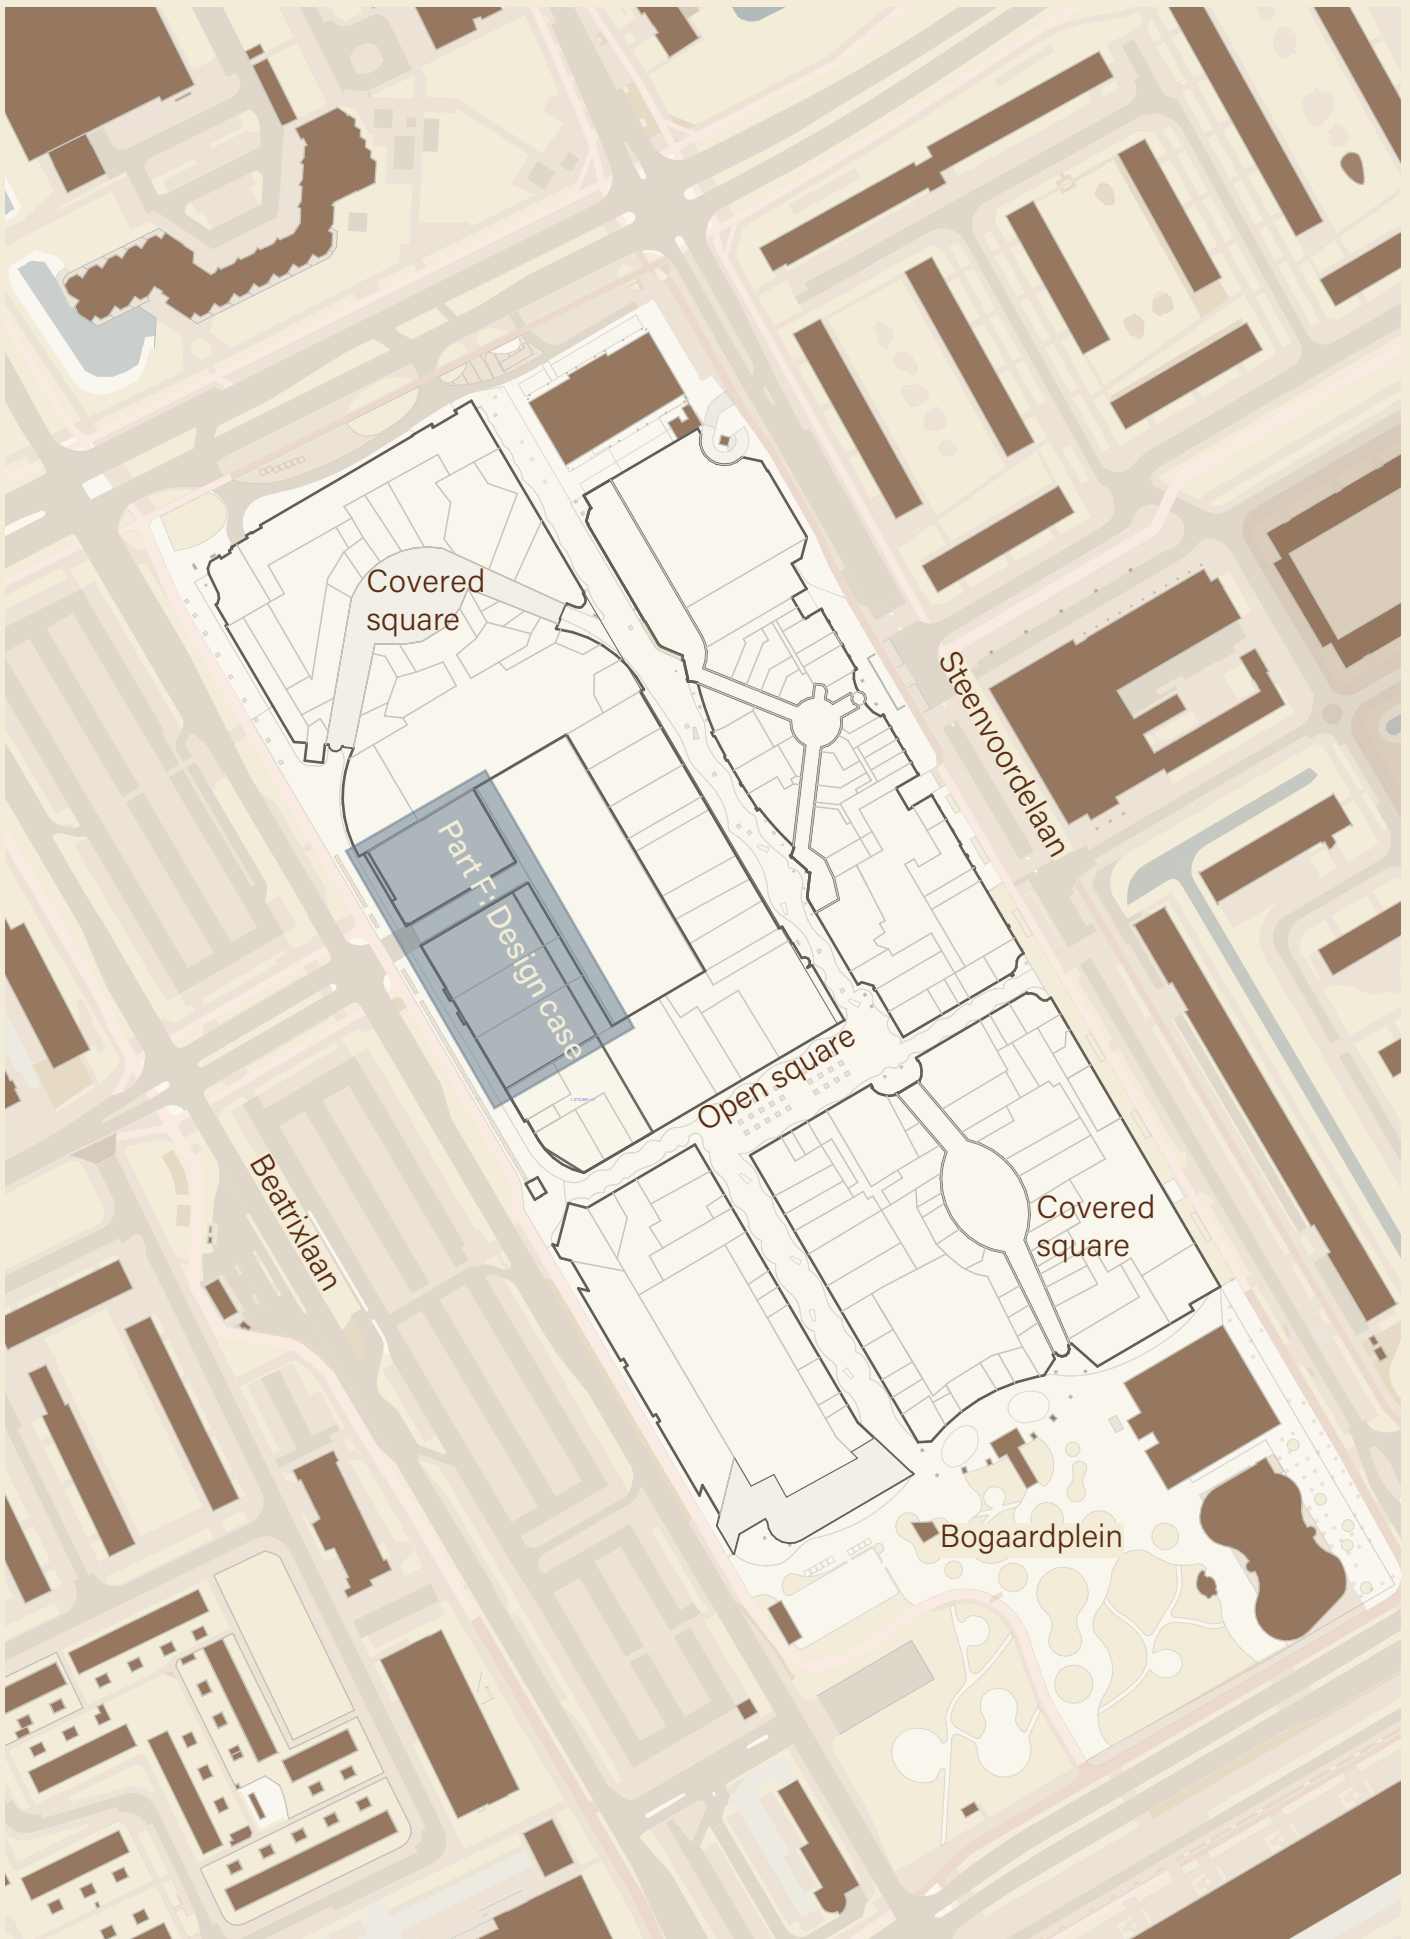 Covered
square
Steenvoordelaan
Part F: Design case
Open square
Beatrixlaan
Covered
square
Bogaardplein